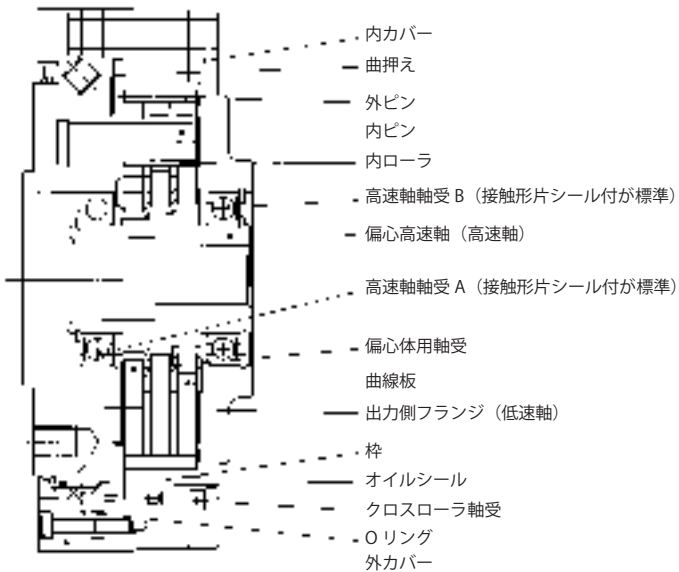 内カバー
曲押え
外ピン
内ピン
内ローラ
高速軸軸受 B（接触形片シール付が標準）
偏心高速軸（高速軸）
高速軸軸受 A（接触形片シール付が標準）
偏心体用軸受
曲線板
出力側フランジ（低速軸）
枠
オイルシール
クロスローラ軸受
O リング
外カバー